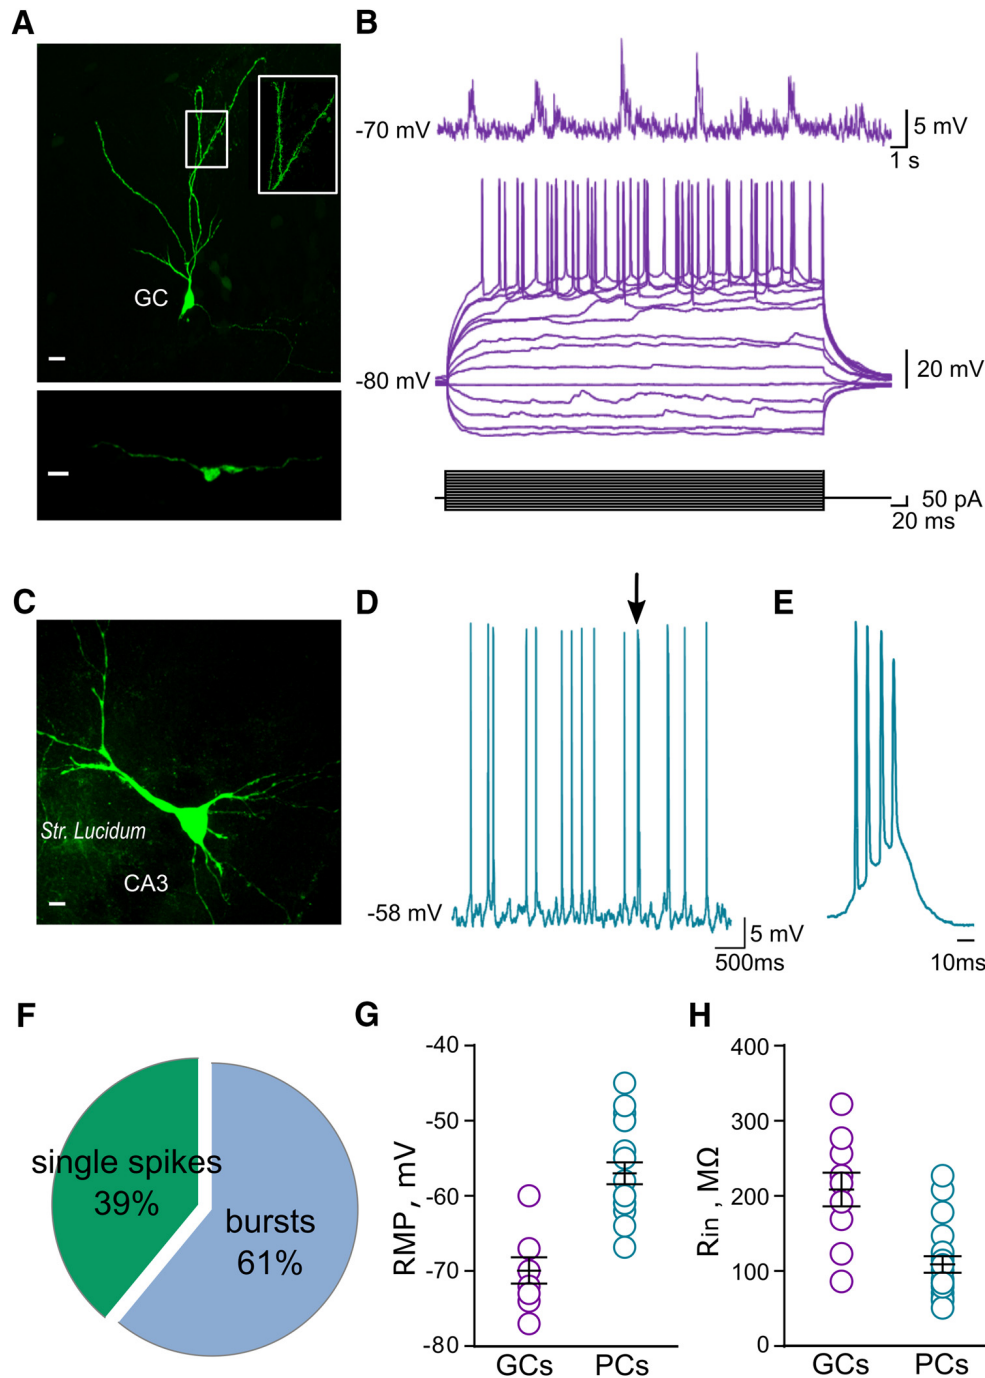 A
GC
B
-70 mV
5 mV
1 s
-80 mV
20 mV
50 pA
20 ms
C
Str. Lucidum
CA3
D
-58 mV
5 mV
500ms
E
10ms
F
single spikes
39%
bursts
61%
G
RMP, mV
-40
-50
-60
-70
-80
GCs
PCs
H
Rin, MΩ
400
300
200
100
0
GCs
PCs